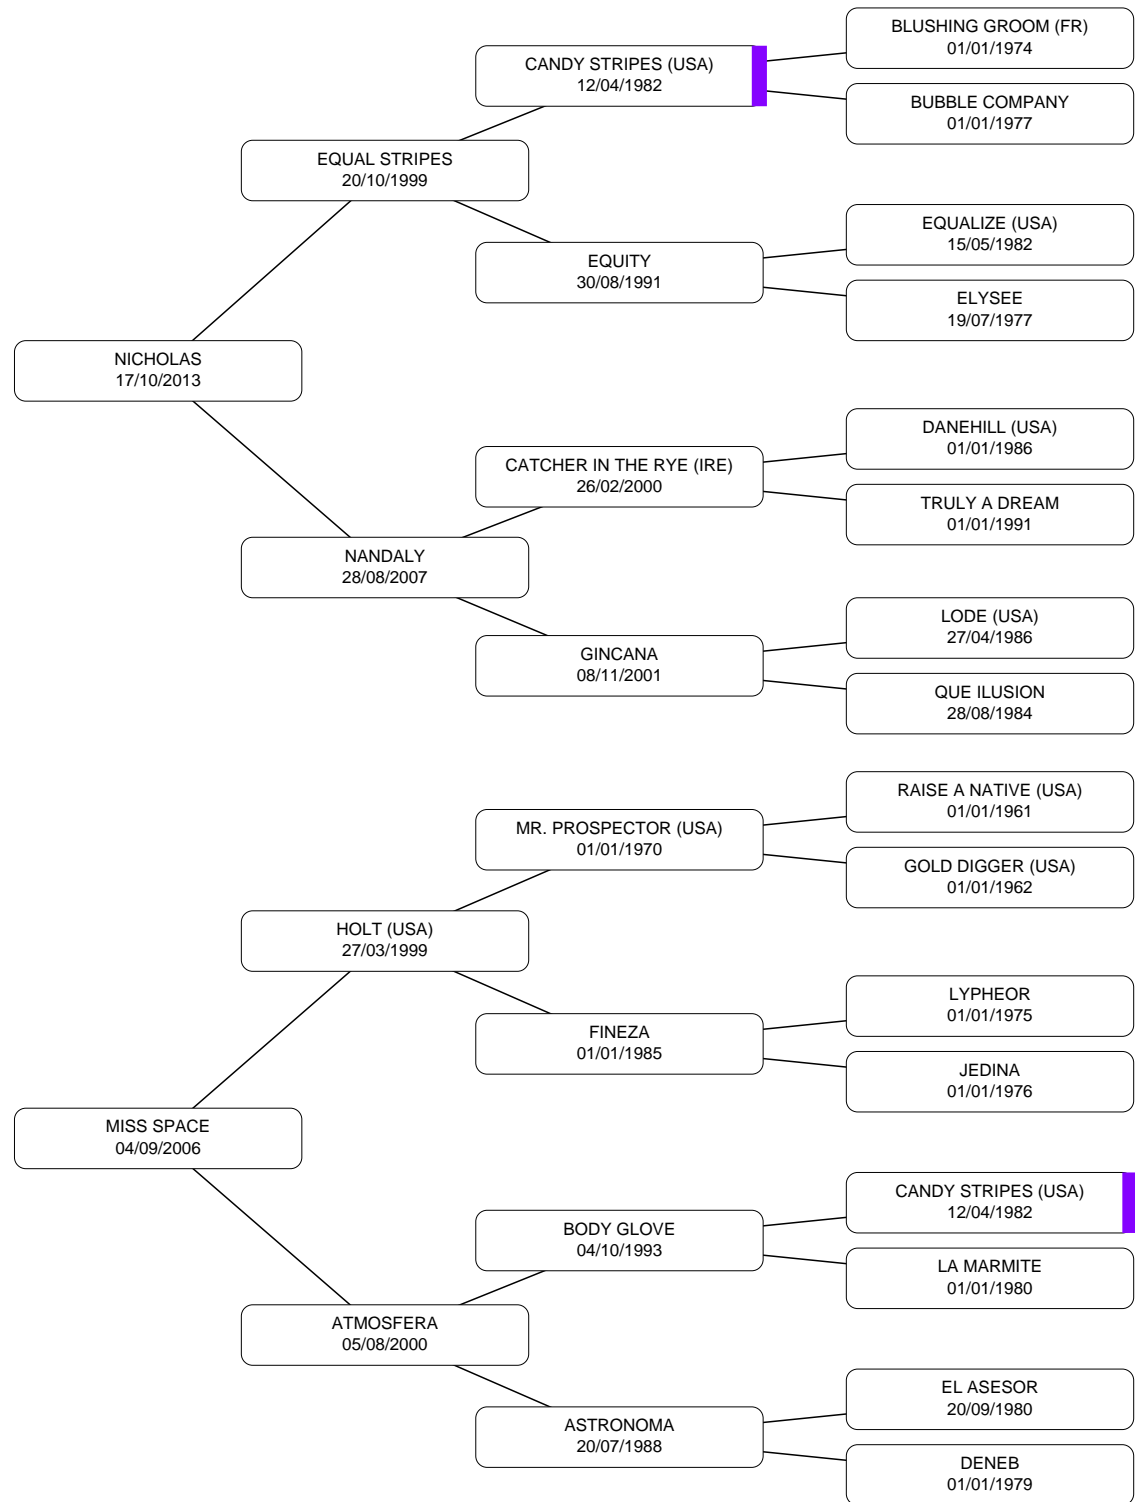 BLUSHING GROOM (FR)
01/01/1974
CANDY STRIPES (USA)
12/04/1982
BUBBLE COMPANY
01/01/1977
EQUAL STRIPES
20/10/1999
EQUALIZE (USA)
15/05/1982
EQUITY
30/08/1991
ELYSEE
19/07/1977
NICHOLAS
17/10/2013
DANEHILL (USA)
01/01/1986
CATCHER IN THE RYE (IRE)
26/02/2000
TRULY A DREAM
01/01/1991
NANDALY
28/08/2007
LODE (USA)
27/04/1986
GINCANA
08/11/2001
QUE ILUSION
28/08/1984
RAISE A NATIVE (USA)
01/01/1961
MR. PROSPECTOR (USA)
01/01/1970
GOLD DIGGER (USA)
01/01/1962
HOLT (USA)
27/03/1999
LYPHEOR
01/01/1975
FINEZA
01/01/1985
JEDINA
01/01/1976
MISS SPACE
04/09/2006
CANDY STRIPES (USA)
12/04/1982
BODY GLOVE
04/10/1993
LA MARMITE
01/01/1980
ATMOSFERA
05/08/2000
EL ASESOR
20/09/1980
ASTRONOMA
20/07/1988
DENEB
01/01/1979